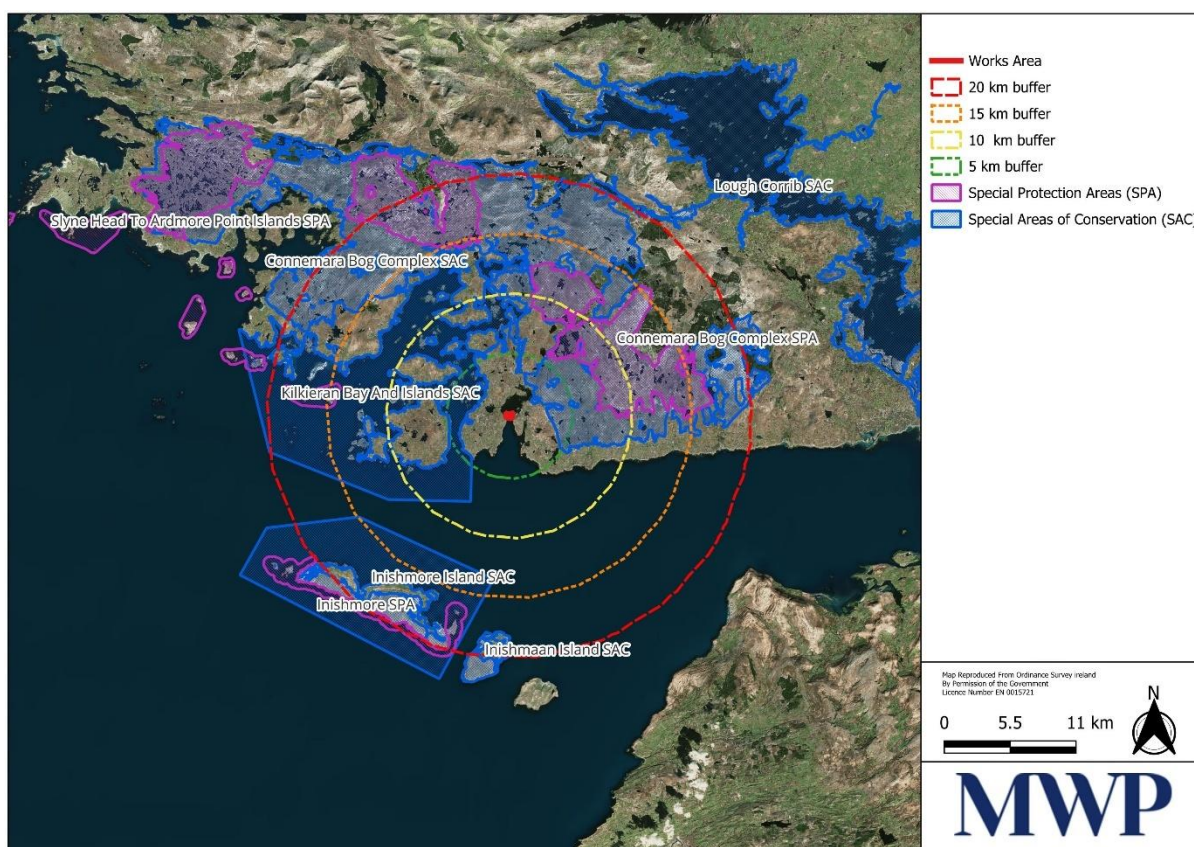 Works Area
20 km buffer
15 km buffer
10 km buffer
5 km buffer
Special Protection Areas (SPA)
Special Areas of Conservation (SAC)
Lough Corrib SAC
Slyne Head To Ardmore Point Islands SPA
Connemara Bog Complex SAC
Connemara Bog Complex SPA
Kilkieran Bay And Islands SAC
Inishmore Island SAC
Inishmore SPA
Inishmaan Island SAC
Map Reproduced From Ordinance Survey Ireland
By Permission of the Government
Licence Number EN 0015721
N
0 5.5 11 km
MWP